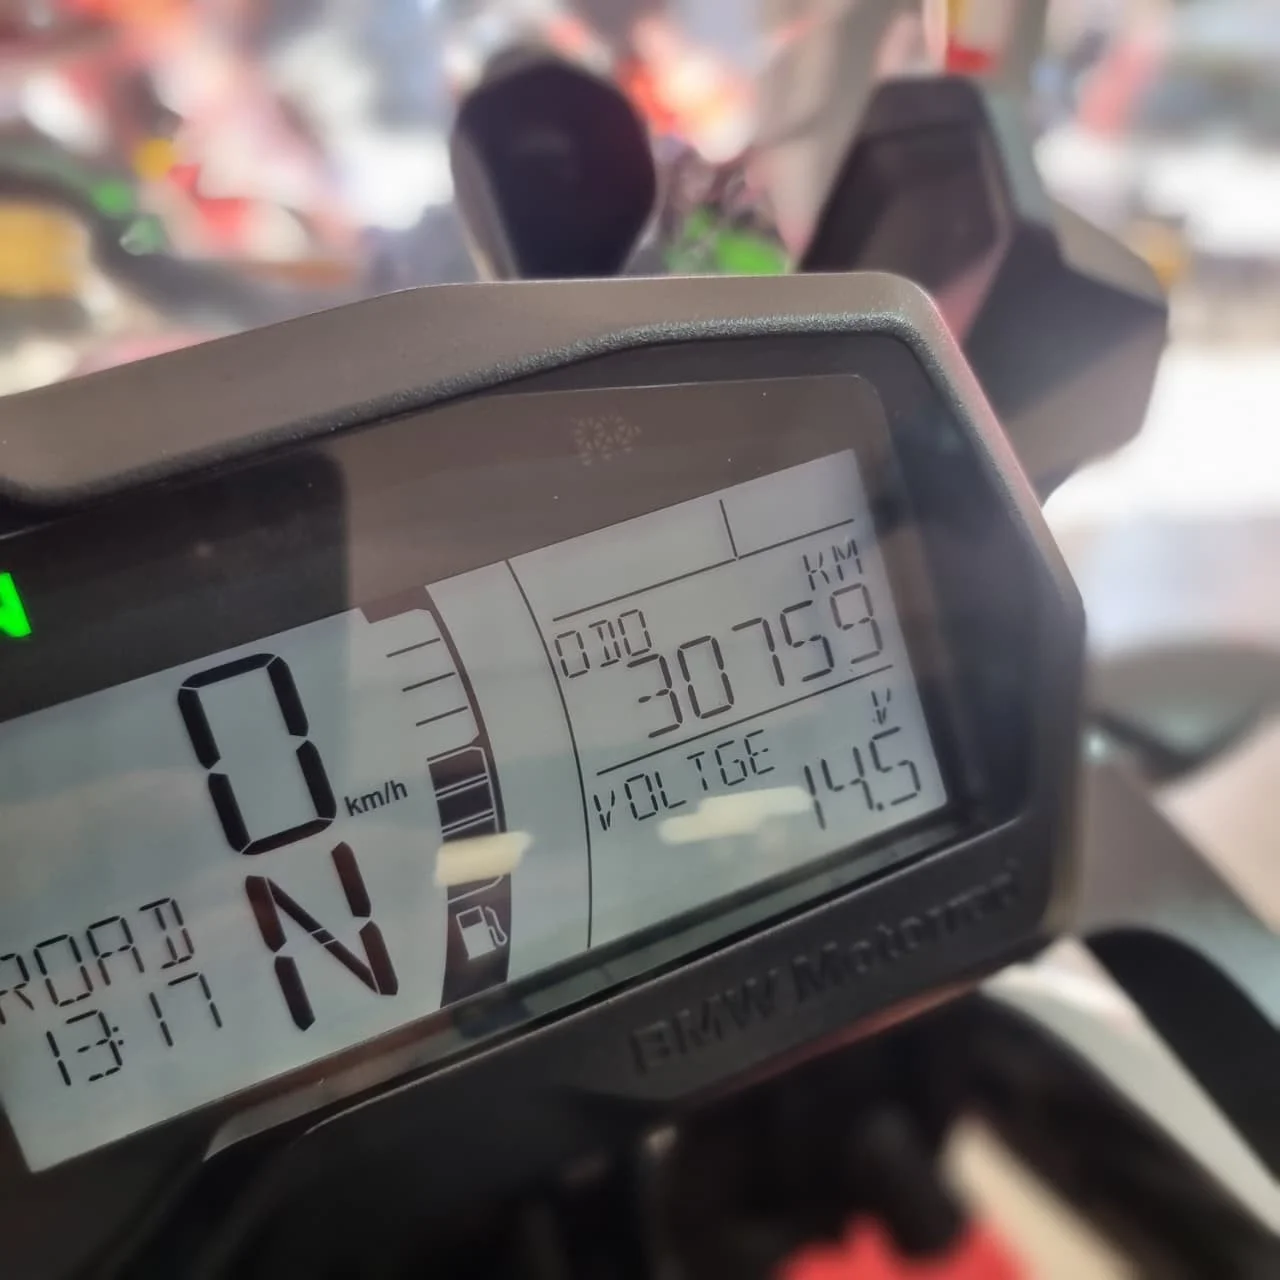 N
0 km/h
N
ROAD
13:17
KM
ODO
30759
V
VOLTGE
14.5
BMW Motorrad